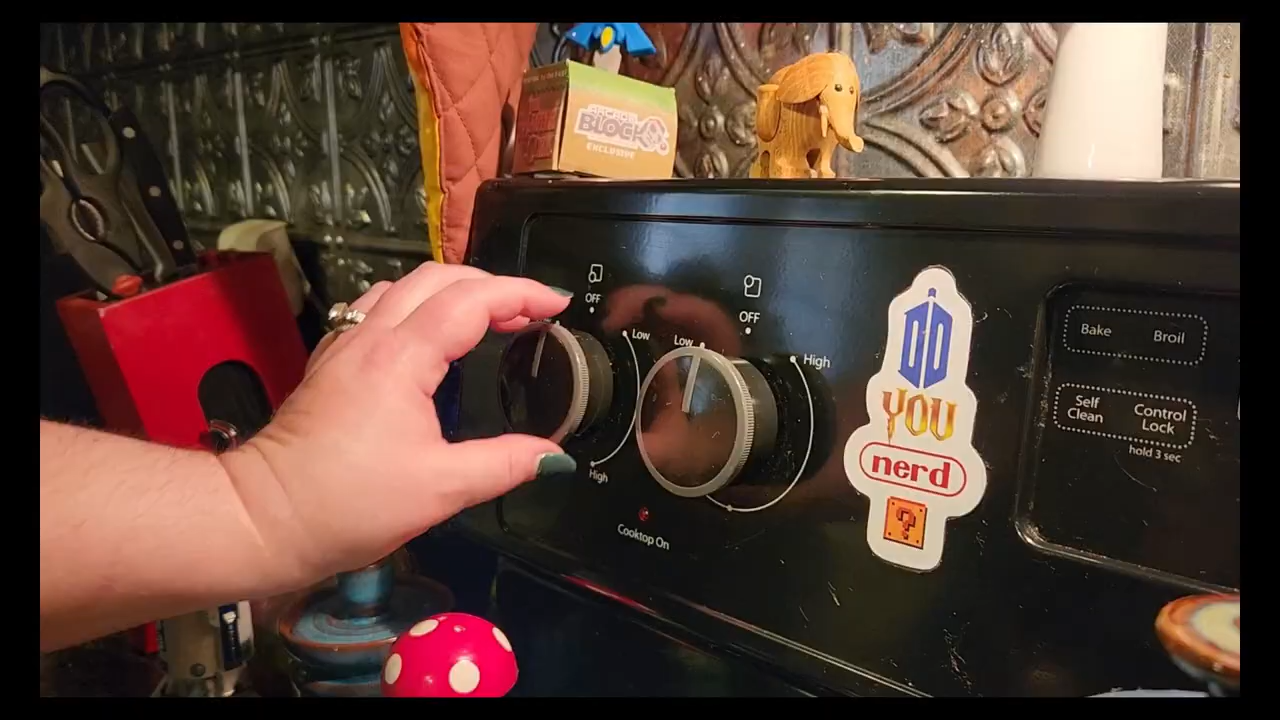 ARCADE
BLOCK
EXCLUSIVE
OFF
OFF
Low
Low
High
High
Cooktop On
DO
YOU
nerd
?
Bake
Broil
Self
Clean
Control
Lock
hold 3 sec